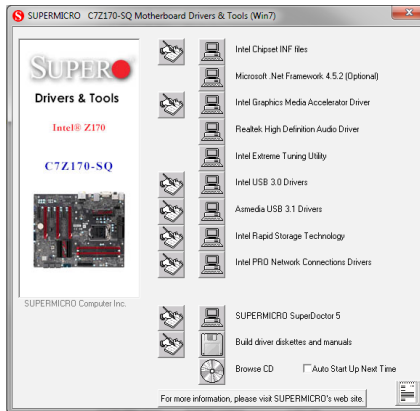 SUPERMICRO C7Z170-SQ Motherboard Drivers & Tools (Win7)
SUPERO
Drivers & Tools
Intel® Z170
C7Z170-SQ
SUPERMICRO Computer Inc.
Intel Chipset INF files
Microsoft .Net Framework 4.5.2 (Optional)
Intel Graphics Media Accelerator Driver
Realtek High Definition Audio Driver
Intel Extreme Tuning Utility
Intel USB 3.0 Drivers
Asmedia USB 3.1 Drivers
Intel Rapid Storage Technology
Intel PRO Network Connections Drivers
SUPERMICRO SuperDoctor 5
Build driver diskettes and manuals
Browse CD
Auto Start Up Next Time
For more information, please visit SUPERMICRO's web site.